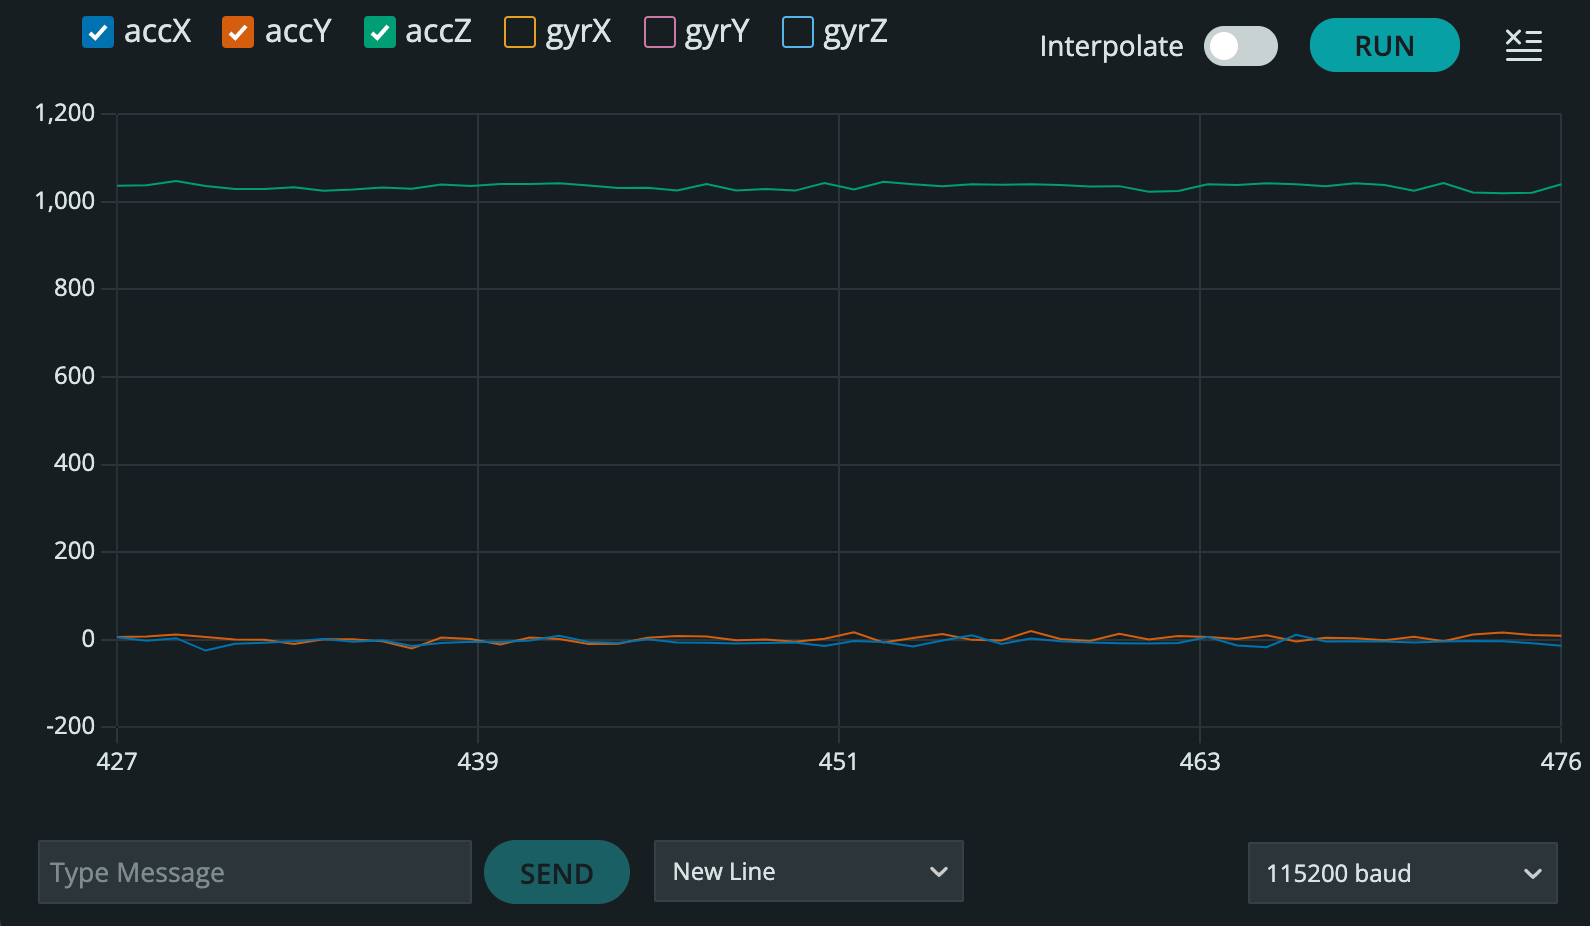 accX accY accZ gyrX gyrY gyrZ Interpolate RUN
1,200
1,000
800
600
400
200
0
-200
427 439 451 463 476
Type Message SEND New Line 115200 baud